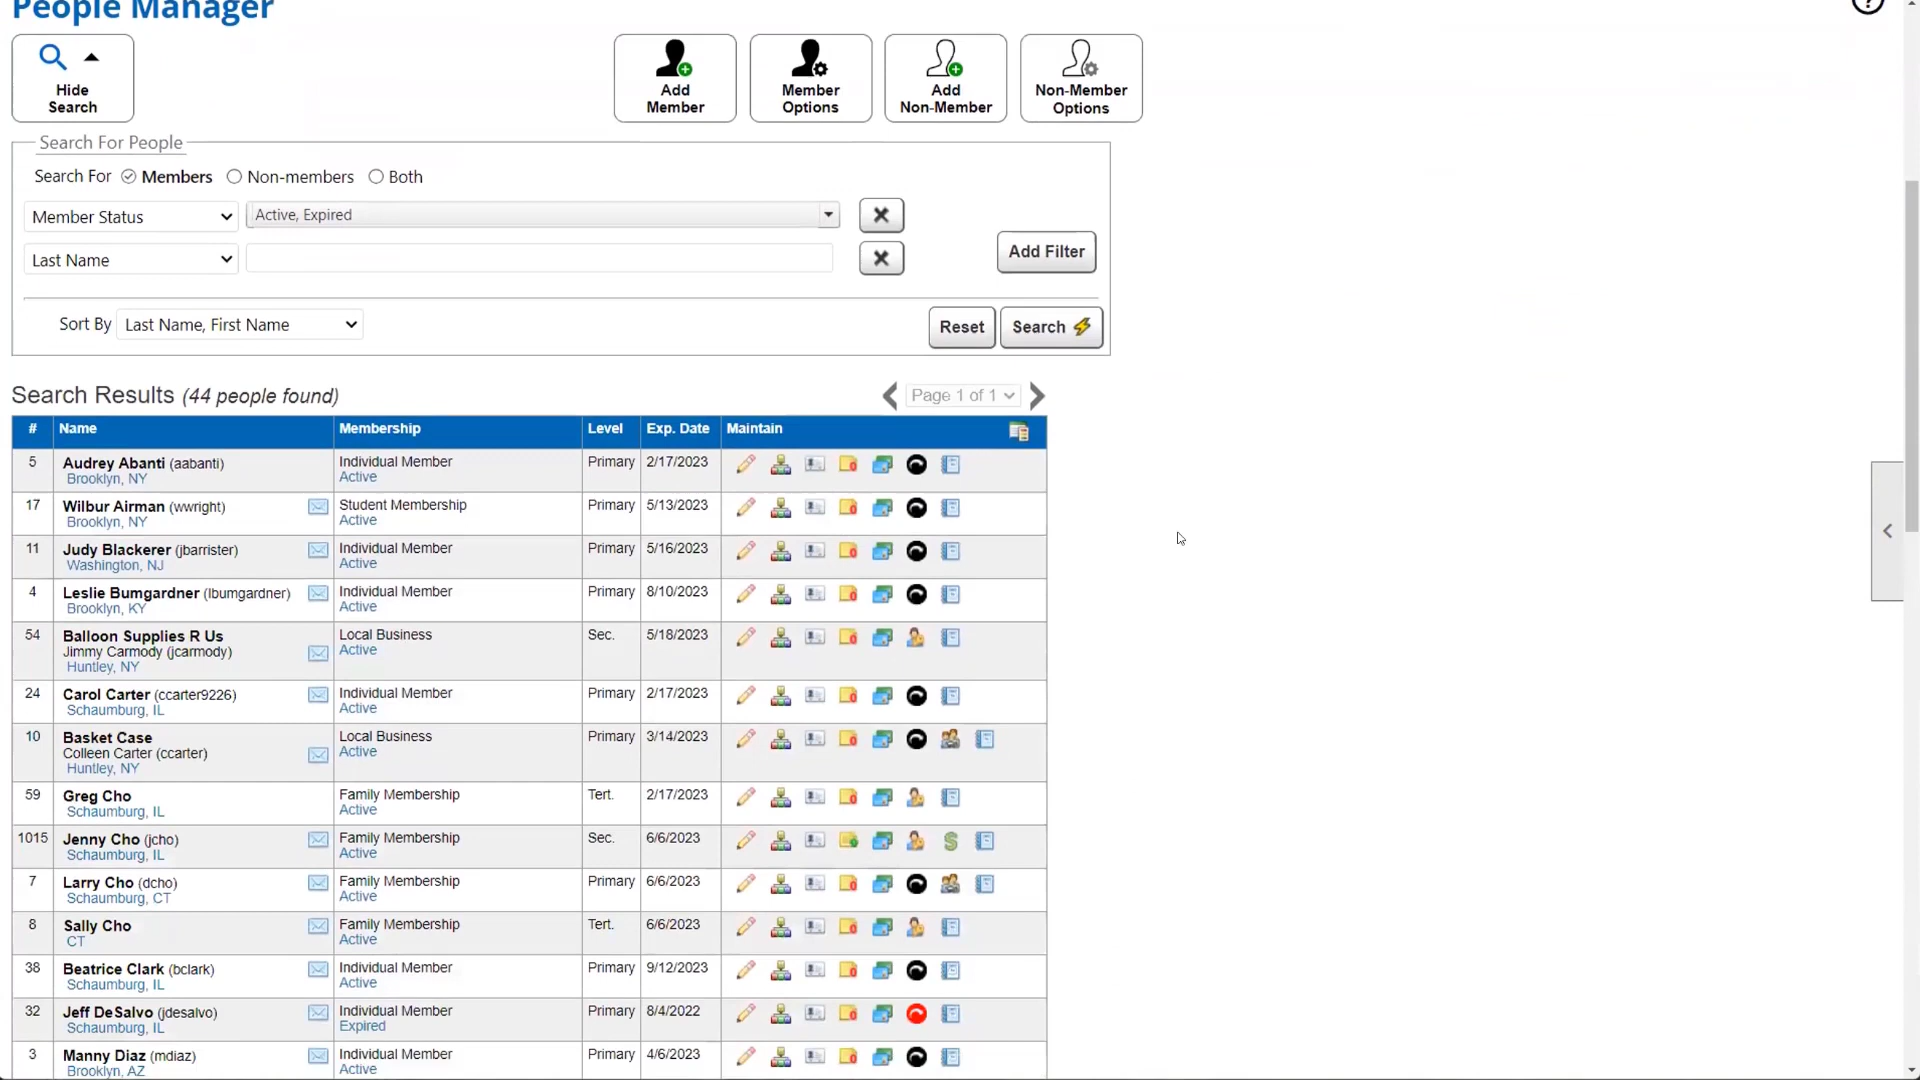 People Manager
?
Hide
Search
Add
Member
Member
Options
Add
Non-Member
Non-Member
Options
Search For People
Search For Members Non-members Both
Member Status Active, Expired
Last Name
Add Filter
Sort By Last Name, First Name
Reset Search
Search Results (44 people found) Page 1 of 1
# Name Membership Level Exp. Date Maintain
5 Audrey Abanti (aabanti) Individual Member Primary 2/17/2023
Brooklyn, NY Active
17 Wilbur Airman (wwright) Student Membership Primary 5/13/2023
Brooklyn, NY Active
11 Judy Blackerer (jbarrister) Individual Member Primary 5/16/2023
Washington, NJ Active
4 Leslie Bumgardner (lbumgardner) Individual Member Primary 8/10/2023
Brooklyn, KY Active
54 Balloon Supplies R Us Local Business Sec. 5/18/2023
Jimmy Carmody (jcarmody) Active
Huntley, NY
24 Carol Carter (ccarter9226) Individual Member Primary 2/17/2023
Schaumburg, IL Active
10 Basket Case Local Business Primary 3/14/2023
Colleen Carter (ccarter) Active
Huntley, NY
59 Greg Cho Family Membership Tert. 2/17/2023
Schaumburg, IL Active
1015 Jenny Cho (jcho) Family Membership Sec. 6/6/2023
Schaumburg, IL Active
7 Larry Cho (dcho) Family Membership Primary 6/6/2023
Schaumburg, CT Active
8 Sally Cho Family Membership Tert. 6/6/2023
CT Active
38 Beatrice Clark (bclark) Individual Member Primary 9/12/2023
Schaumburg, IL Active
32 Jeff DeSalvo (jdesalvo) Individual Member Primary 8/4/2022
Schaumburg, IL Expired
3 Manny Diaz (mdiaz) Individual Member Primary 4/6/2023
Brooklyn, AZ Active